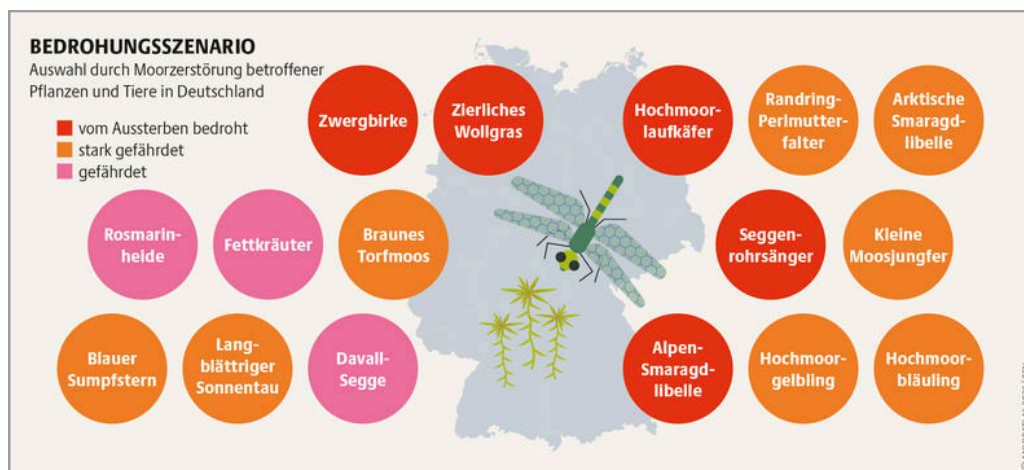 BEDROHUNGSSZENARIO
Auswahl durch Moorzerstörung betroffener
Pflanzen und Tiere in Deutschland
vom Aussterben bedroht
stark gefährdet
gefährdet
Zwergbirke
Zierliches
Wollgras
Hochmoor-
laufkäfer
Randring-
Perlmutter-
falter
Arktische
Smaragd-
libelle
Rosmarin-
heide
Fettkräuter
Braunes
Torfmoos
Seggen-
rohrsänger
Kleine
Moosjungfer
Blauer
Sumpfstern
Lang-
blättriger
Sonnentau
Davall-
Segge
Alpen-
Smaragd-
libelle
Hochmoor-
gelbling
Hochmoor-
bläuling